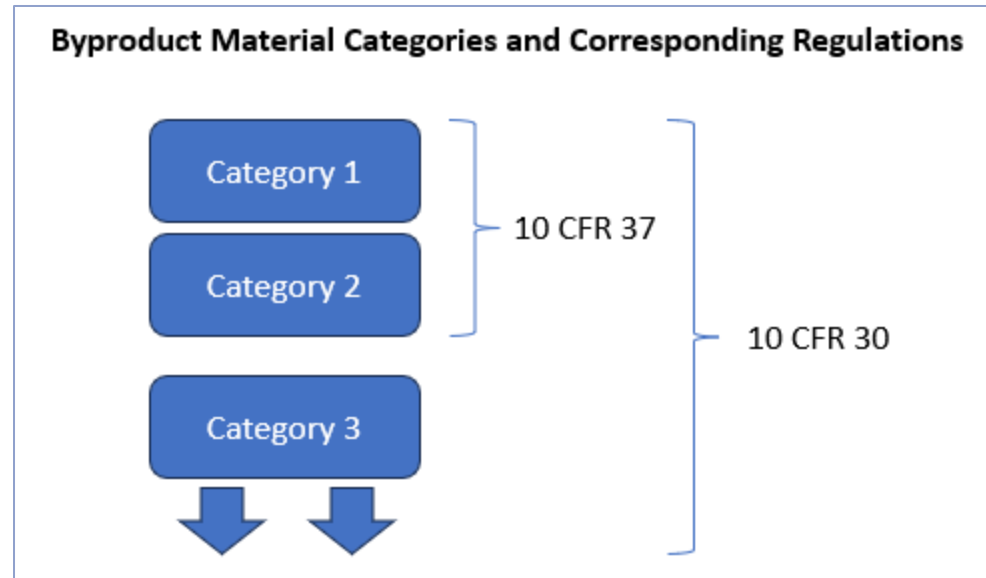 Byproduct Material Categories and Corresponding Regulations
Category 1
10 CFR 37
Category 2
10 CFR 30
Category 3